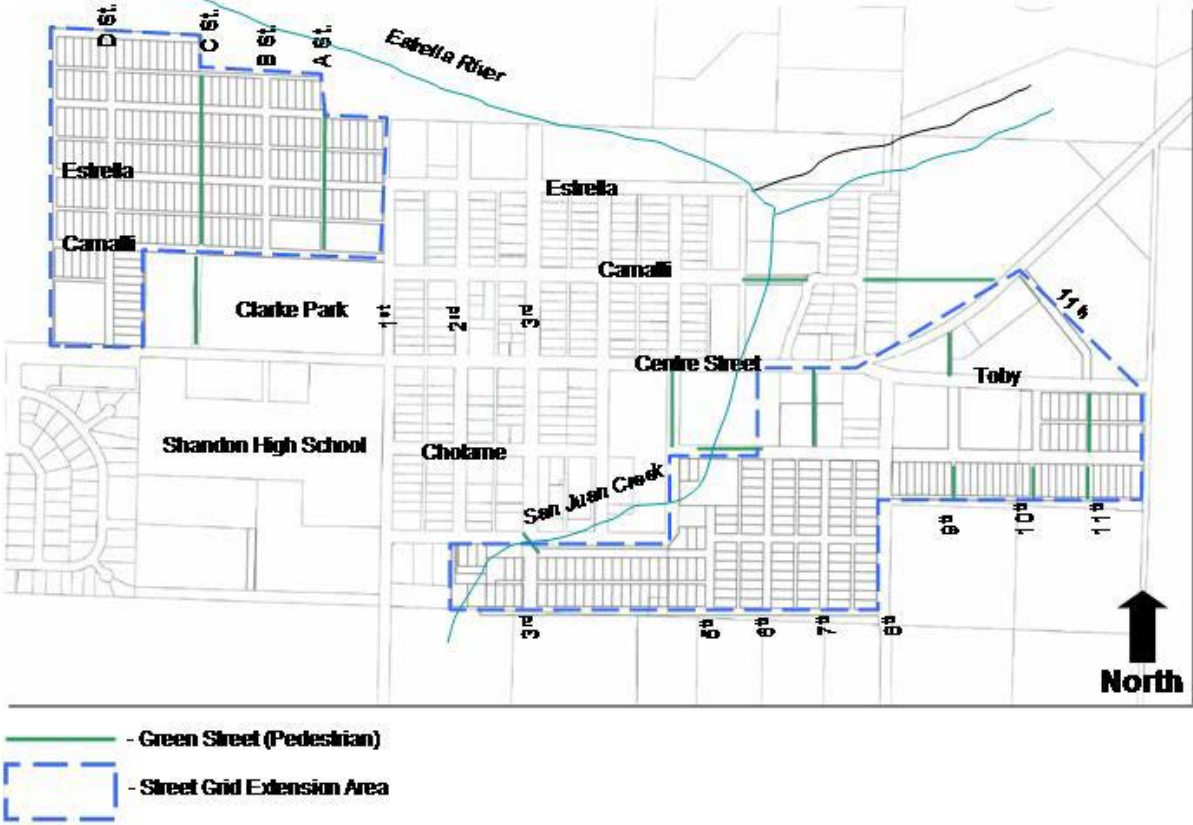 D St.
C St.
B St.
A St.
Estrella River
Estrella
Estrella
Camatti
Camatti
Clarke Park
1st
2nd
3rd
11th
Centre Street
Toby
Shandon High School
Cholame
San Juan Creek
9th
10th
11th
3rd
5th
6th
7th
8th
North
- Green Street (Pedestrian)
- Street Grid Extension Area